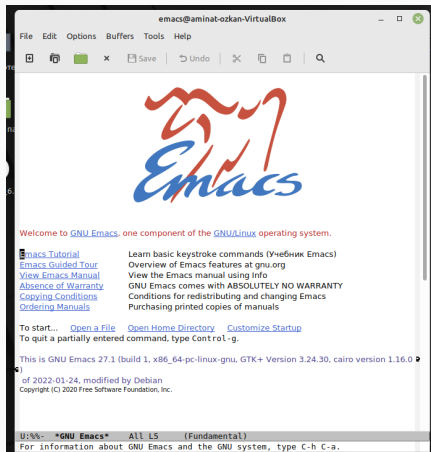 emacs@aminat-ozkan-VirtualBox
File Edit Options Buffers Tools Help
Save Undo
Emacs
Welcome to GNU Emacs, one component of the GNU/Linux operating system.
Emacs Tutorial Learn basic keystroke commands (Учебник Emacs)
Emacs Guided Tour Overview of Emacs features at gnu.org
View Emacs Manual View the Emacs manual using Info
Absence of Warranty GNU Emacs comes with ABSOLUTELY NO WARRANTY
Copying Conditions Conditions for redistributing and changing Emacs
Ordering Manuals Purchasing printed copies of manuals
To start... Open a File Open Home Directory Customize Startup
To quit a partially entered command, type Control-g.
This is GNU Emacs 27.1 (build 1, x86_64-pc-linux-gnu, GTK+ Version 3.24.30, cairo version 1.16.0
)
of 2022-01-24, modified by Debian
Copyright (C) 2020 Free Software Foundation, Inc.
U:%%- *GNU Emacs* All L5 (Fundamental)
For information about GNU Emacs and the GNU system, type C-h C-a.